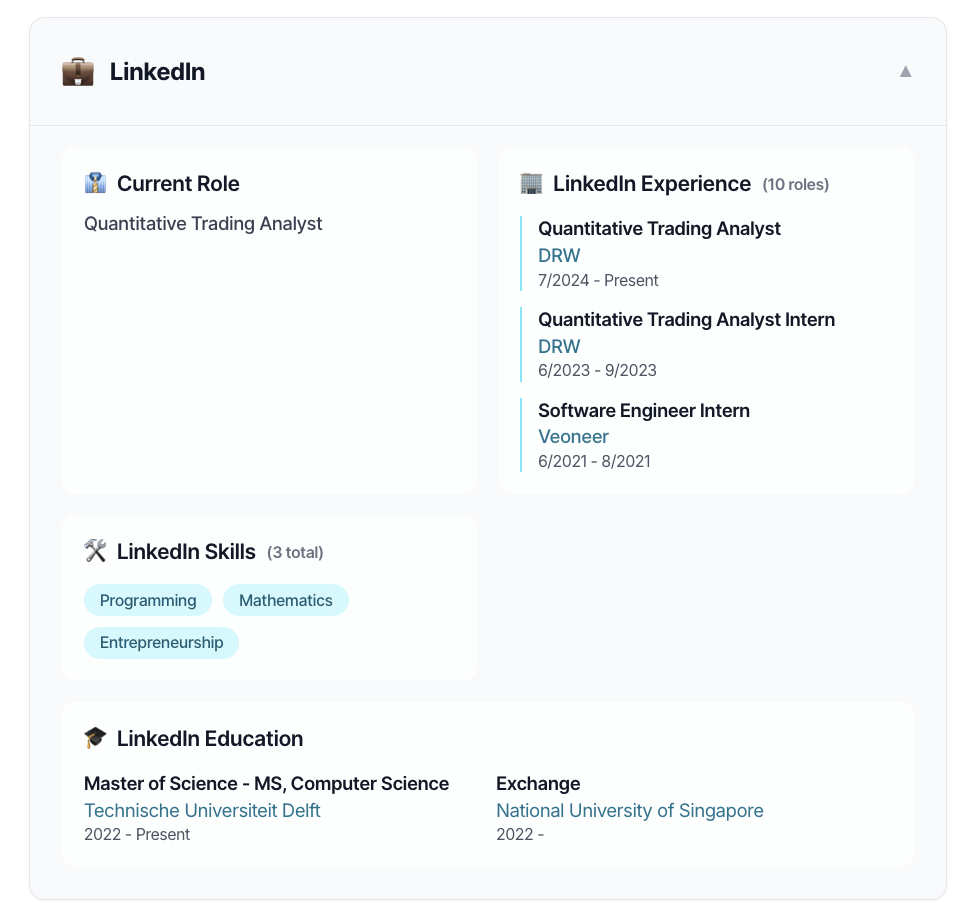 LinkedIn
Current Role
Quantitative Trading Analyst
LinkedIn Experience (10 roles)
Quantitative Trading Analyst
DRW
7/2024 - Present
Quantitative Trading Analyst Intern
DRW
6/2023 - 9/2023
Software Engineer Intern
Veoneer
6/2021 - 8/2021
LinkedIn Skills (3 total)
Programming
Mathematics
Entrepreneurship
LinkedIn Education
Master of Science - MS, Computer Science
Technische Universiteit Delft
2022 - Present
Exchange
National University of Singapore
2022 -